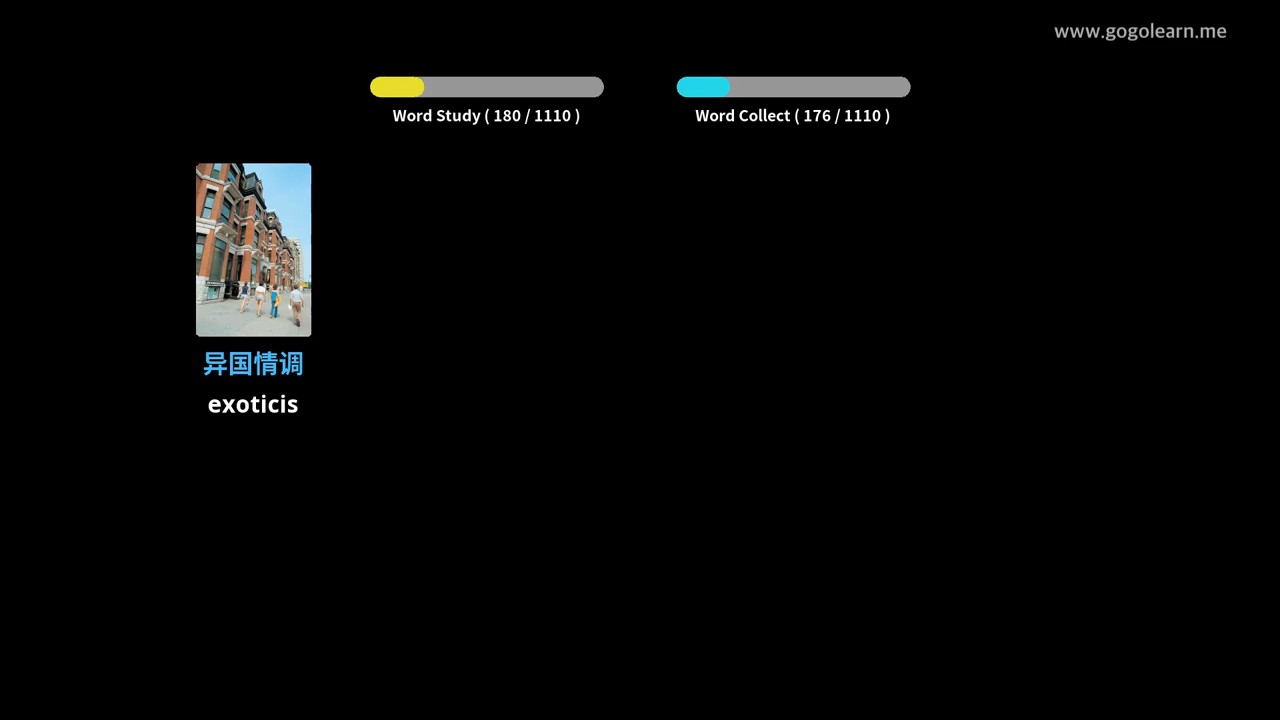 www.gogolearn.me
Word Study ( 180 / 1110 )
Word Collect ( 176 / 1110 )
异国情调
exoticis